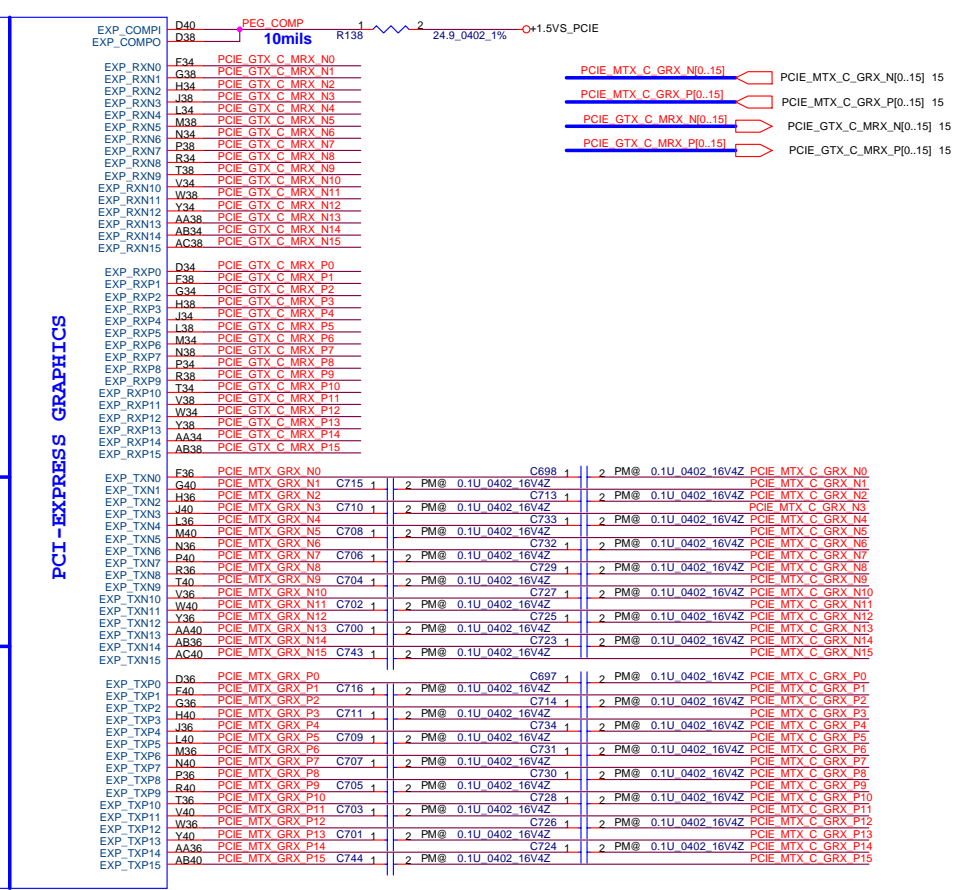 EXP_COMPI D40 PEG_COMP 1 2 +1.5VS_PCIE
EXP_COMPO D38 10mils R138 24.9_0402_1%
EXP_RXN0 F34 PCIE_GTX_C_MRX_N0
EXP_RXN1 G38 PCIE_GTX_C_MRX_N1
EXP_RXN2 H34 PCIE_GTX_C_MRX_N2
EXP_RXN3 J38 PCIE_GTX_C_MRX_N3
EXP_RXN4 L34 PCIE_GTX_C_MRX_N4
EXP_RXN5 M38 PCIE_GTX_C_MRX_N5
EXP_RXN6 N34 PCIE_GTX_C_MRX_N6
EXP_RXN7 P38 PCIE_GTX_C_MRX_N7
EXP_RXN8 R34 PCIE_GTX_C_MRX_N8
EXP_RXN9 T38 PCIE_GTX_C_MRX_N9
EXP_RXN10 V34 PCIE_GTX_C_MRX_N10
EXP_RXN11 W38 PCIE_GTX_C_MRX_N11
EXP_RXN12 Y34 PCIE_GTX_C_MRX_N12
EXP_RXN13 AA38 PCIE_GTX_C_MRX_N13
EXP_RXN14 AB34 PCIE_GTX_C_MRX_N14
EXP_RXN15 AC38 PCIE_GTX_C_MRX_N15
PCIE_MTX_C_GRX_N[0..15] PCIE_MTX_C_GRX_N[0..15] 15
PCIE_MTX_C_GRX_P[0..15] PCIE_MTX_C_GRX_P[0..15] 15
PCIE_GTX_C_MRX_N[0..15] PCIE_GTX_C_MRX_N[0..15] 15
PCIE_GTX_C_MRX_P[0..15] PCIE_GTX_C_MRX_P[0..15] 15
EXP_RXP0 D34 PCIE_GTX_C_MRX_P0
EXP_RXP1 F38 PCIE_GTX_C_MRX_P1
EXP_RXP2 G34 PCIE_GTX_C_MRX_P2
EXP_RXP3 H38 PCIE_GTX_C_MRX_P3
EXP_RXP4 J34 PCIE_GTX_C_MRX_P4
EXP_RXP5 L38 PCIE_GTX_C_MRX_P5
EXP_RXP6 M34 PCIE_GTX_C_MRX_P6
EXP_RXP7 N38 PCIE_GTX_C_MRX_P7
EXP_RXP8 P34 PCIE_GTX_C_MRX_P8
EXP_RXP9 R38 PCIE_GTX_C_MRX_P9
EXP_RXP10 T34 PCIE_GTX_C_MRX_P10
EXP_RXP11 V38 PCIE_GTX_C_MRX_P11
EXP_RXP12 W34 PCIE_GTX_C_MRX_P12
EXP_RXP13 Y38 PCIE_GTX_C_MRX_P13
EXP_RXP14 AA34 PCIE_GTX_C_MRX_P14
EXP_RXP15 AB38 PCIE_GTX_C_MRX_P15
PCI-EXPRESS GRAPHICS
EXP_TXN0 F36 PCIE_MTX_GRX_N0 C698 1 2 PM@ 0.1U_0402_16V4Z PCIE_MTX_C_GRX_N0
EXP_TXN1 G40 PCIE_MTX_GRX_N1 C715 1 2 PM@ 0.1U_0402_16V4Z PCIE_MTX_C_GRX_N1
EXP_TXN2 H36 PCIE_MTX_GRX_N2 C713 1 2 PM@ 0.1U_0402_16V4Z PCIE_MTX_C_GRX_N2
EXP_TXN3 J40 PCIE_MTX_GRX_N3 C710 1 2 PM@ 0.1U_0402_16V4Z PCIE_MTX_C_GRX_N3
EXP_TXN4 L36 PCIE_MTX_GRX_N4 C733 1 2 PM@ 0.1U_0402_16V4Z PCIE_MTX_C_GRX_N4
EXP_TXN5 M40 PCIE_MTX_GRX_N5 C708 1 2 PM@ 0.1U_0402_16V4Z PCIE_MTX_C_GRX_N5
EXP_TXN6 N36 PCIE_MTX_GRX_N6 C732 1 2 PM@ 0.1U_0402_16V4Z PCIE_MTX_C_GRX_N6
EXP_TXN7 P40 PCIE_MTX_GRX_N7 C706 1 2 PM@ 0.1U_0402_16V4Z PCIE_MTX_C_GRX_N7
EXP_TXN8 R36 PCIE_MTX_GRX_N8 C729 1 2 PM@ 0.1U_0402_16V4Z PCIE_MTX_C_GRX_N8
EXP_TXN9 T40 PCIE_MTX_GRX_N9 C704 1 2 PM@ 0.1U_0402_16V4Z PCIE_MTX_C_GRX_N9
EXP_TXN10 V36 PCIE_MTX_GRX_N10 C727 1 2 PM@ 0.1U_0402_16V4Z PCIE_MTX_C_GRX_N10
EXP_TXN11 W40 PCIE_MTX_GRX_N11 C702 1 2 PM@ 0.1U_0402_16V4Z PCIE_MTX_C_GRX_N11
EXP_TXN12 Y36 PCIE_MTX_GRX_N12 C725 1 2 PM@ 0.1U_0402_16V4Z PCIE_MTX_C_GRX_N12
EXP_TXN13 AA40 PCIE_MTX_GRX_N13 C700 1 2 PM@ 0.1U_0402_16V4Z PCIE_MTX_C_GRX_N13
EXP_TXN14 AB36 PCIE_MTX_GRX_N14 C723 1 2 PM@ 0.1U_0402_16V4Z PCIE_MTX_C_GRX_N14
EXP_TXN15 AC40 PCIE_MTX_GRX_N15 C743 1 2 PM@ 0.1U_0402_16V4Z PCIE_MTX_C_GRX_N15
EXP_TXP0 D36 PCIE_MTX_GRX_P0 C697 1 2 PM@ 0.1U_0402_16V4Z PCIE_MTX_C_GRX_P0
EXP_TXP1 F40 PCIE_MTX_GRX_P1 C716 1 2 PM@ 0.1U_0402_16V4Z PCIE_MTX_C_GRX_P1
EXP_TXP2 G36 PCIE_MTX_GRX_P2 C714 1 2 PM@ 0.1U_0402_16V4Z PCIE_MTX_C_GRX_P2
EXP_TXP3 H40 PCIE_MTX_GRX_P3 C711 1 2 PM@ 0.1U_0402_16V4Z PCIE_MTX_C_GRX_P3
EXP_TXP4 J36 PCIE_MTX_GRX_P4 C734 1 2 PM@ 0.1U_0402_16V4Z PCIE_MTX_C_GRX_P4
EXP_TXP5 L40 PCIE_MTX_GRX_P5 C709 1 2 PM@ 0.1U_0402_16V4Z PCIE_MTX_C_GRX_P5
EXP_TXP6 M36 PCIE_MTX_GRX_P6 C731 1 2 PM@ 0.1U_0402_16V4Z PCIE_MTX_C_GRX_P6
EXP_TXP7 N40 PCIE_MTX_GRX_P7 C707 1 2 PM@ 0.1U_0402_16V4Z PCIE_MTX_C_GRX_P7
EXP_TXP8 P36 PCIE_MTX_GRX_P8 C730 1 2 PM@ 0.1U_0402_16V4Z PCIE_MTX_C_GRX_P8
EXP_TXP9 R40 PCIE_MTX_GRX_P9 C705 1 2 PM@ 0.1U_0402_16V4Z PCIE_MTX_C_GRX_P9
EXP_TXP10 T36 PCIE_MTX_GRX_P10 C728 1 2 PM@ 0.1U_0402_16V4Z PCIE_MTX_C_GRX_P10
EXP_TXP11 V40 PCIE_MTX_GRX_P11 C703 1 2 PM@ 0.1U_0402_16V4Z PCIE_MTX_C_GRX_P11
EXP_TXP12 W36 PCIE_MTX_GRX_P12 C726 1 2 PM@ 0.1U_0402_16V4Z PCIE_MTX_C_GRX_P12
EXP_TXP13 Y40 PCIE_MTX_GRX_P13 C701 1 2 PM@ 0.1U_0402_16V4Z PCIE_MTX_C_GRX_P13
EXP_TXP14 AA36 PCIE_MTX_GRX_P14 C724 1 2 PM@ 0.1U_0402_16V4Z PCIE_MTX_C_GRX_P14
EXP_TXP15 AB40 PCIE_MTX_GRX_P15 C744 1 2 PM@ 0.1U_0402_16V4Z PCIE_MTX_C_GRX_P15